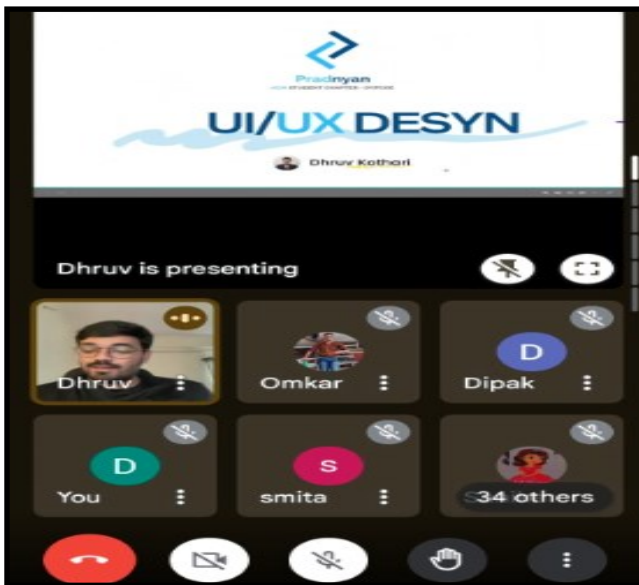 Pradnyan
UI/UX DESYN
Dhruv Kothari
Dhruv is presenting
D
Dhruv
Omkar
Dipak
D
S
You
smita
34 others